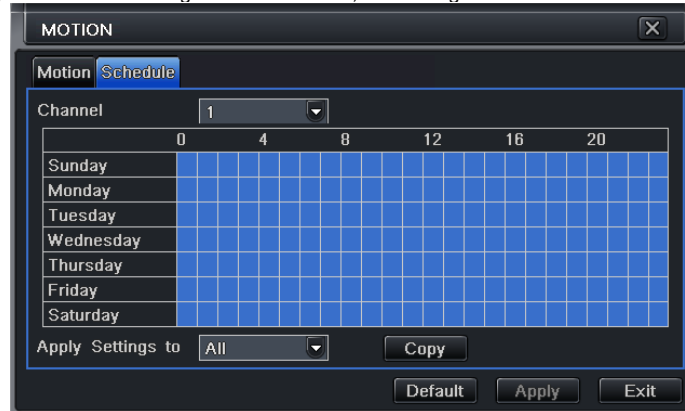 MOTION
Motion Schedule
Channel 1
0 4 8 12 16 20
Sunday
Monday
Tuesday
Wednesday
Thursday
Friday
Saturday
Apply Settings to All Copy
Default Apply Exit